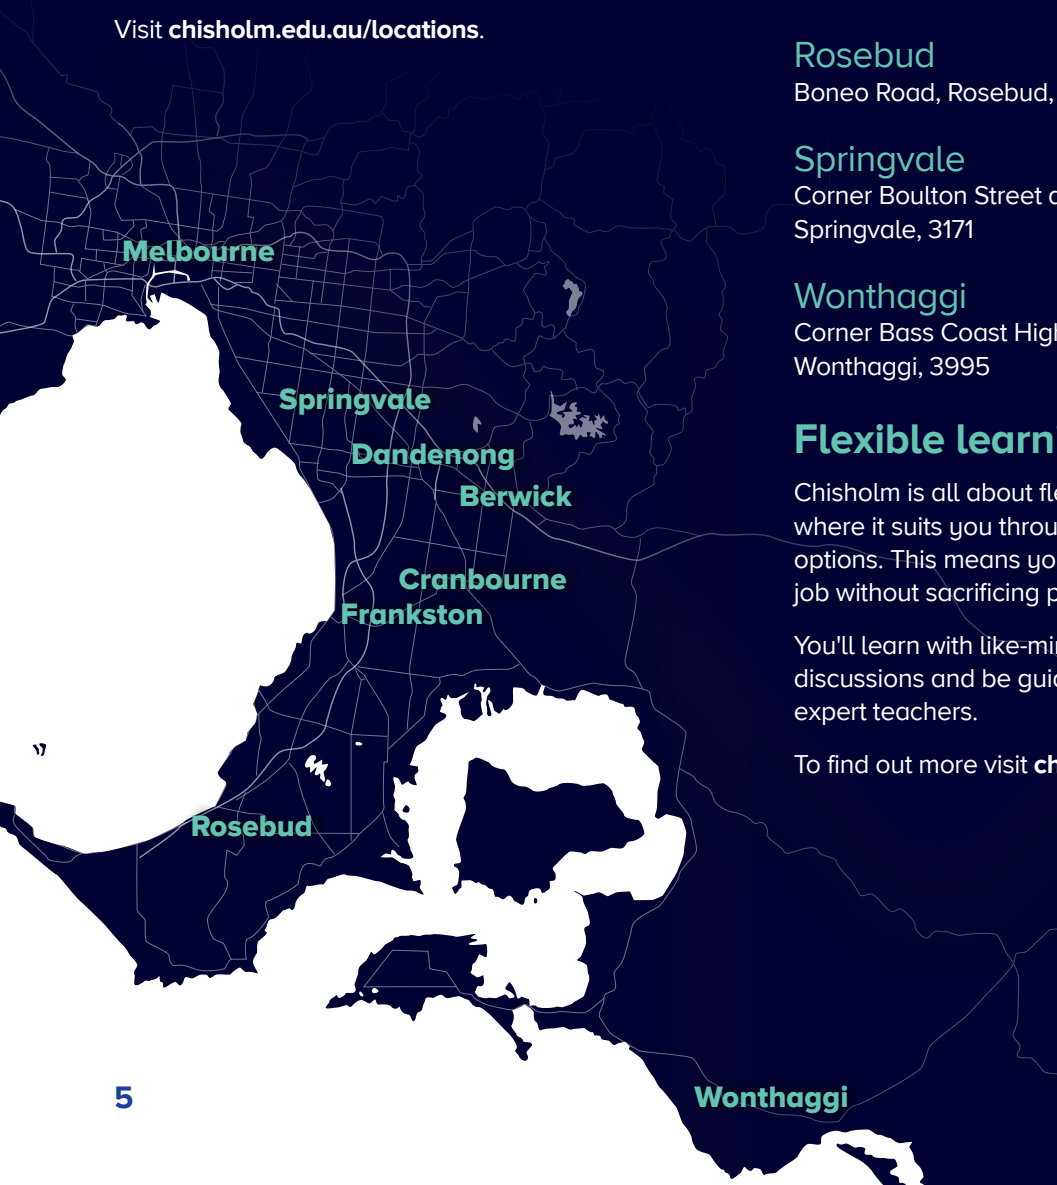 Visit chisholm.edu.au/locations.
Melbourne
Springvale
Dandenong
Berwick
Cranbourne
Frankston
Rosebud
Wonthaggi
5
Rosebud
Boneo Road, Rosebud,
Springvale
Corner Boulton Street
Springvale, 3171
Wonthaggi
Corner Bass Coast
Wonthaggi, 3995
Flexible
Chisholm is all about
where it suits you
options. This means
job without sacrificing
You'll learn with
discussions and be
expert teachers.
To find out more visit